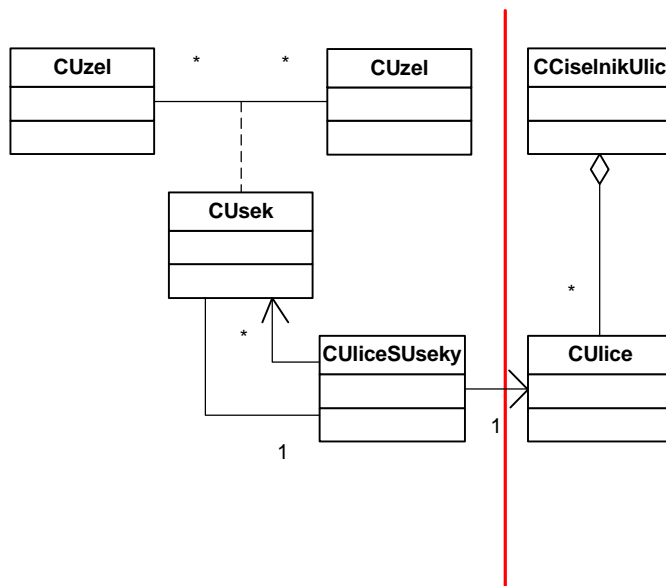 CUzel
*
*
CUzel
CCiselnikUlic
CUsek
*
*
CUliceSUseky
CUlice
1
1